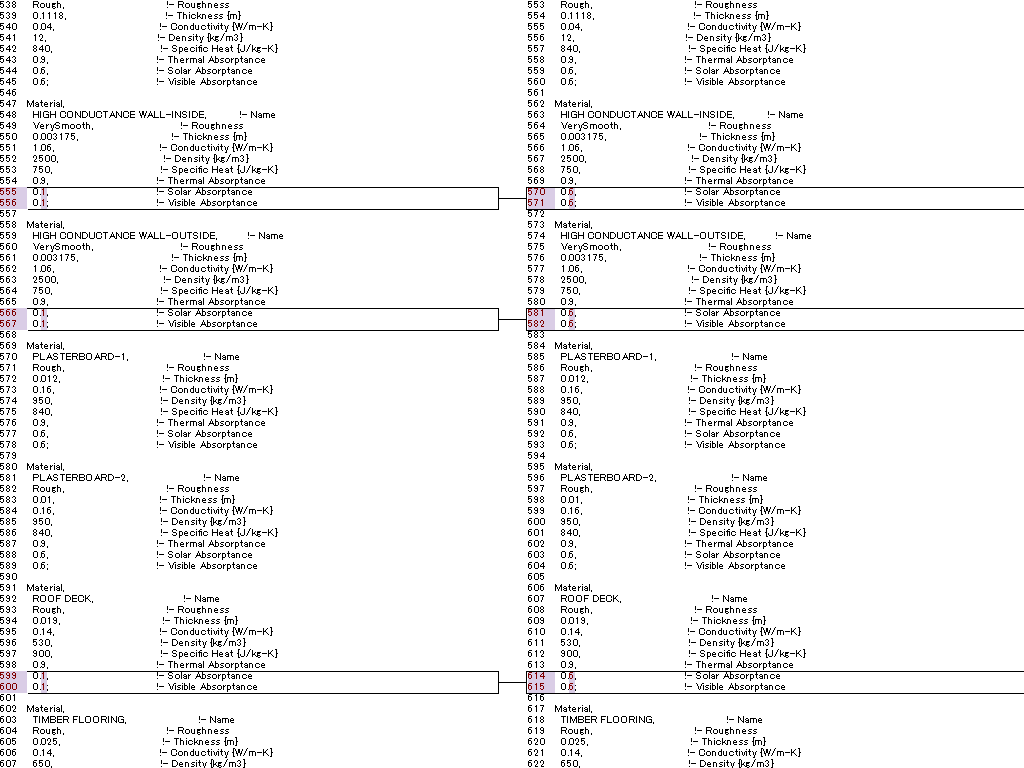 538 Rough, !- Roughness
539 0.1118, !- Thickness {m}
540 0.04, !- Conductivity {W/m-K}
541 12, !- Density {kg/m3}
542 840, !- Specific Heat {J/kg-K}
543 0.9, !- Thermal Absorptance
544 0.6, !- Solar Absorptance
545 0.6; !- Visible Absorptance
546
547 Material,
548 HIGH CONDUCTANCE WALL-INSIDE, !- Name
549 VerySmooth, !- Roughness
550 0.003175, !- Thickness {m}
551 1.06, !- Conductivity {W/m-K}
552 2500, !- Density {kg/m3}
553 750, !- Specific Heat {J/kg-K}
554 0.9, !- Thermal Absorptance
555 0.1, !- Solar Absorptance
556 0.1; !- Visible Absorptance
557
558 Material,
559 HIGH CONDUCTANCE WALL-OUTSIDE, !- Name
560 VerySmooth, !- Roughness
561 0.003175, !- Thickness {m}
562 1.06, !- Conductivity {W/m-K}
563 2500, !- Density {kg/m3}
564 750, !- Specific Heat {J/kg-K}
565 0.9, !- Thermal Absorptance
566 0.1, !- Solar Absorptance
567 0.1; !- Visible Absorptance
568
569 Material,
570 PLASTERBOARD-1, !- Name
571 Rough, !- Roughness
572 0.012, !- Thickness {m}
573 0.16, !- Conductivity {W/m-K}
574 950, !- Density {kg/m3}
575 840, !- Specific Heat {J/kg-K}
576 0.9, !- Thermal Absorptance
577 0.6, !- Solar Absorptance
578 0.6; !- Visible Absorptance
579
580 Material,
581 PLASTERBOARD-2, !- Name
582 Rough, !- Roughness
583 0.01, !- Thickness {m}
584 0.16, !- Conductivity {W/m-K}
585 950, !- Density {kg/m3}
586 840, !- Specific Heat {J/kg-K}
587 0.9, !- Thermal Absorptance
588 0.6, !- Solar Absorptance
589 0.6; !- Visible Absorptance
590
591 Material,
592 ROOF DECK, !- Name
593 Rough, !- Roughness
594 0.019, !- Thickness {m}
595 0.14, !- Conductivity {W/m-K}
596 530, !- Density {kg/m3}
597 900, !- Specific Heat {J/kg-K}
598 0.9, !- Thermal Absorptance
599 0.1, !- Solar Absorptance
600 0.1; !- Visible Absorptance
601
602 Material,
603 TIMBER FLOORING, !- Name
604 Rough, !- Roughness
605 0.025, !- Thickness {m}
606 0.14, !- Conductivity {W/m-K}
607 650, !- Density {kg/m3}
553 Rough, !- Roughness
554 0.1118, !- Thickness {m}
555 0.04, !- Conductivity {W/m-K}
556 12, !- Density {kg/m3}
557 840, !- Specific Heat {J/kg-K}
558 0.9, !- Thermal Absorptance
559 0.6, !- Solar Absorptance
560 0.6; !- Visible Absorptance
561
562 Material,
563 HIGH CONDUCTANCE WALL-INSIDE, !- Name
564 VerySmooth, !- Roughness
565 0.003175, !- Thickness {m}
566 1.06, !- Conductivity {W/m-K}
567 2500, !- Density {kg/m3}
568 750, !- Specific Heat {J/kg-K}
569 0.9, !- Thermal Absorptance
570 0.6, !- Solar Absorptance
571 0.6; !- Visible Absorptance
572
573 Material,
574 HIGH CONDUCTANCE WALL-OUTSIDE, !- Name
575 VerySmooth, !- Roughness
576 0.003175, !- Thickness {m}
577 1.06, !- Conductivity {W/m-K}
578 2500, !- Density {kg/m3}
579 750, !- Specific Heat {J/kg-K}
580 0.9, !- Thermal Absorptance
581 0.6, !- Solar Absorptance
582 0.6; !- Visible Absorptance
583
584 Material,
585 PLASTERBOARD-1, !- Name
586 Rough, !- Roughness
587 0.012, !- Thickness {m}
588 0.16, !- Conductivity {W/m-K}
589 950, !- Density {kg/m3}
590 840, !- Specific Heat {J/kg-K}
591 0.9, !- Thermal Absorptance
592 0.6, !- Solar Absorptance
593 0.6; !- Visible Absorptance
594
595 Material,
596 PLASTERBOARD-2, !- Name
597 Rough, !- Roughness
598 0.01, !- Thickness {m}
599 0.16, !- Conductivity {W/m-K}
600 950, !- Density {kg/m3}
601 840, !- Specific Heat {J/kg-K}
602 0.9, !- Thermal Absorptance
603 0.6, !- Solar Absorptance
604 0.6; !- Visible Absorptance
605
606 Material,
607 ROOF DECK, !- Name
608 Rough, !- Roughness
609 0.019, !- Thickness {m}
610 0.14, !- Conductivity {W/m-K}
611 530, !- Density {kg/m3}
612 900, !- Specific Heat {J/kg-K}
613 0.9, !- Thermal Absorptance
614 0.6, !- Solar Absorptance
615 0.6; !- Visible Absorptance
616
617 Material,
618 TIMBER FLOORING, !- Name
619 Rough, !- Roughness
620 0.025, !- Thickness {m}
621 0.14, !- Conductivity {W/m-K}
622 650, !- Density {kg/m3}